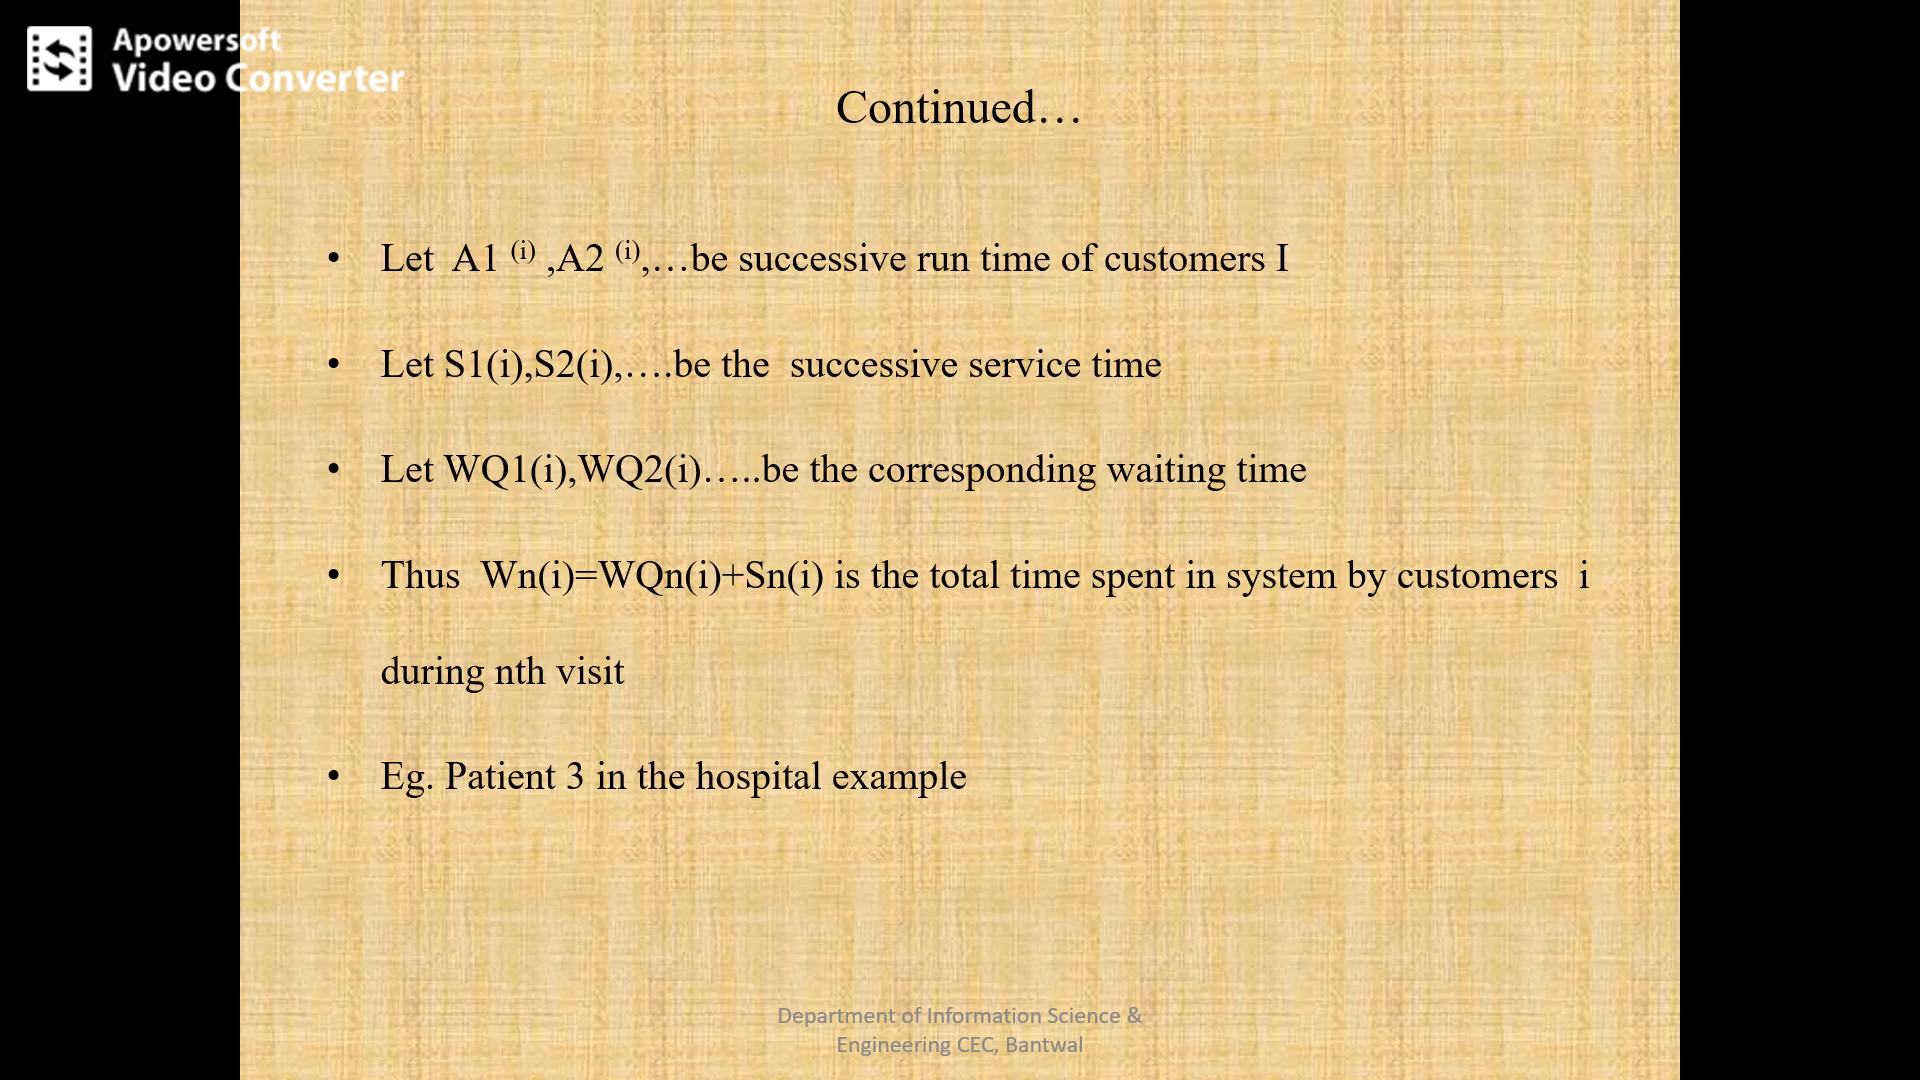 Apowersoft
Video Converter
Continued…
• Let A1 (i) ,A2 (i),…be successive run time of customers I
• Let S1(i),S2(i),….be the successive service time
• Let WQ1(i),WQ2(i)…..be the corresponding waiting time
• Thus Wn(i)=WQn(i)+Sn(i) is the total time spent in system by customers i
during nth visit
• Eg. Patient 3 in the hospital example
Department of Information Science &
Engineering CEC, Bantwal